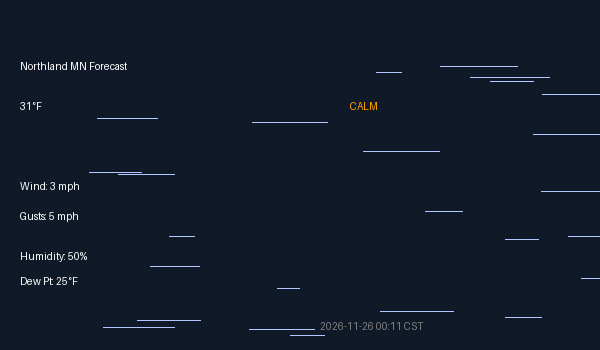 Northland MN Forecast
31°F
CALM
Wind: 3 mph
Gusts: 5 mph
Humidity: 50%
Dew Pt: 25°F
2026-11-26 00:11 CST